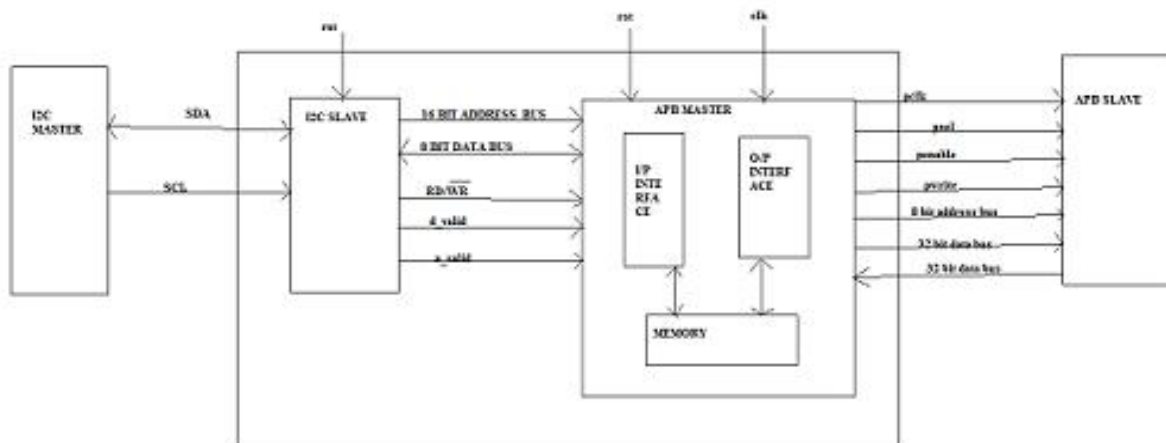 rst
rst
clk
I2C
MASTER
SDA
SCL
I2C SLAVE
16 BIT ADDRESS BUS
8 BIT DATA BUS
RD/WR
d_valid
a_valid
APB MASTER
I/P
INTE
RFA
CE
O/P
INTERF
ACE
MEMORY
pclk
psel
penable
pwrite
8 bit address bus
32 bit data bus
32 bit data bus
APB SLAVE